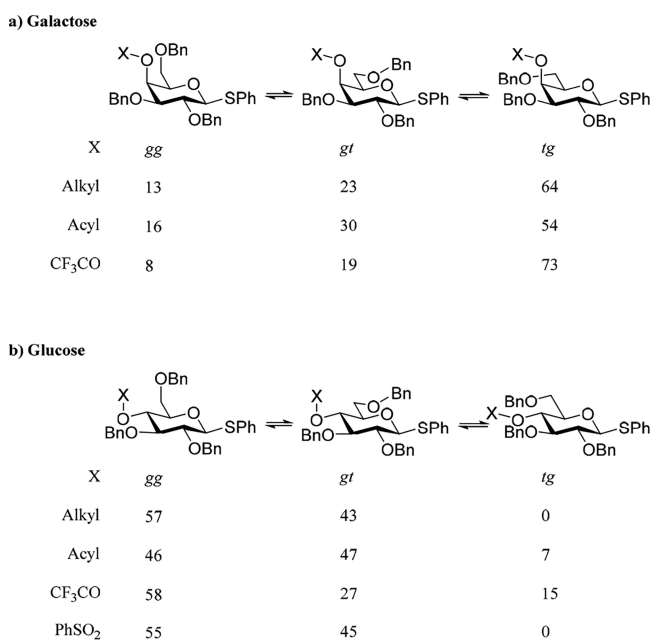 a) Galactose
X OBn X X
O O OBn O
BnO O SPh BnO O SPh BnO O SPh
OBn OBn BnO OBn
X gg gt tg
Alkyl 13 23 64
Acyl 16 30 54
CF3CO 8 19 73
b) Glucose
OBn OBn
X X BnO
O O SPh O O SPh X O O SPh
BnO OBn BnO OBn BnO OBn
X gg gt tg
Alkyl 57 43 0
Acyl 46 47 7
CF3CO 58 27 15
PhSO2 55 45 0